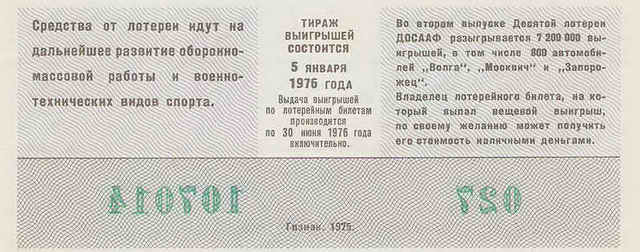 Средства от лотереи идут на
дальнейшее развитие оборонно-
массовой работы и военно-
технических видов спорта.
ТИРАЖ
ВЫИГРЫШЕЙ
СОСТОИТСЯ
5 ЯНВАРЯ
1976 ГОДА
Выдача выигрышей
по лотерейным билетам
производится
по 30 июня 1976 года
включительно.
Во втором выпуске Десятой лотереи
ДОСААФ разыгрывается 7 200 000 вы-
игрышей, в том числе 800 автомоби-
лей „Волга", „Москвич" и „Запоро-
жец".
Владелец лотерейного билета, на ко-
торый выпал вещевой выигрыш,
по своему желанию может получить
его стоимость наличными деньгами.
107014
027
Гознак. 1975.